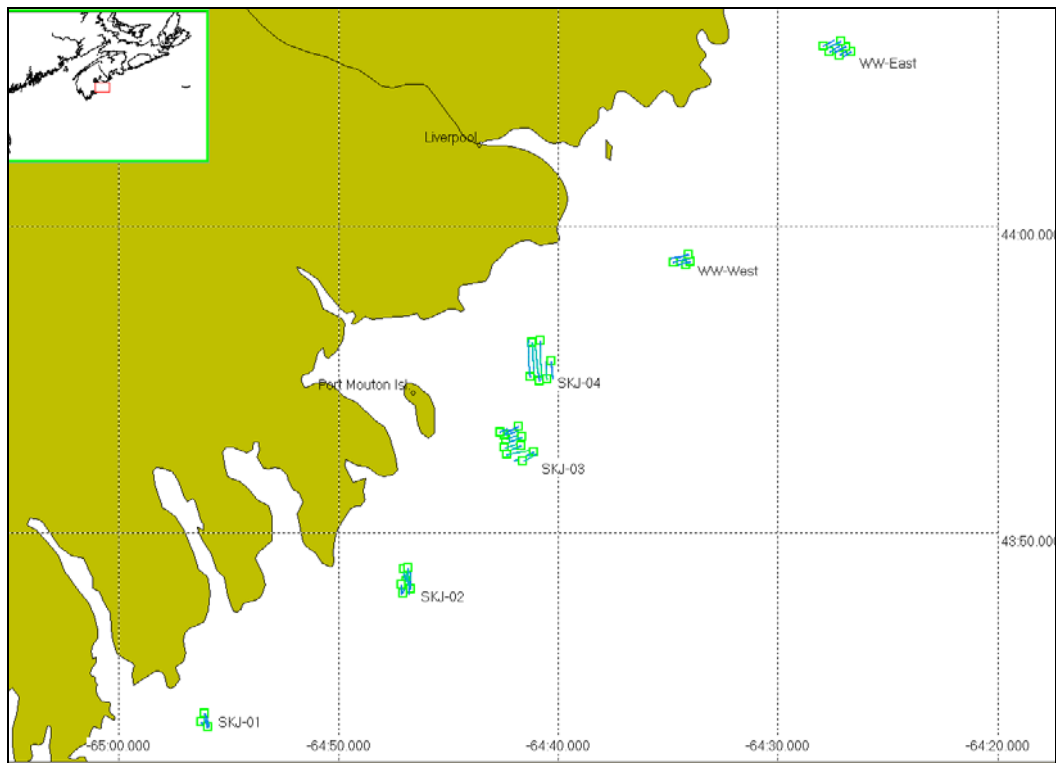 WW-East
Liverpool
44:00.000
WW-West
SKJ-04
Port Mouton Isl
SKJ-03
43:50.000
SKJ-02
SKJ-01
-65:00.000
-64:50.000
-64:40.000
-64:30.000
-64:20.000